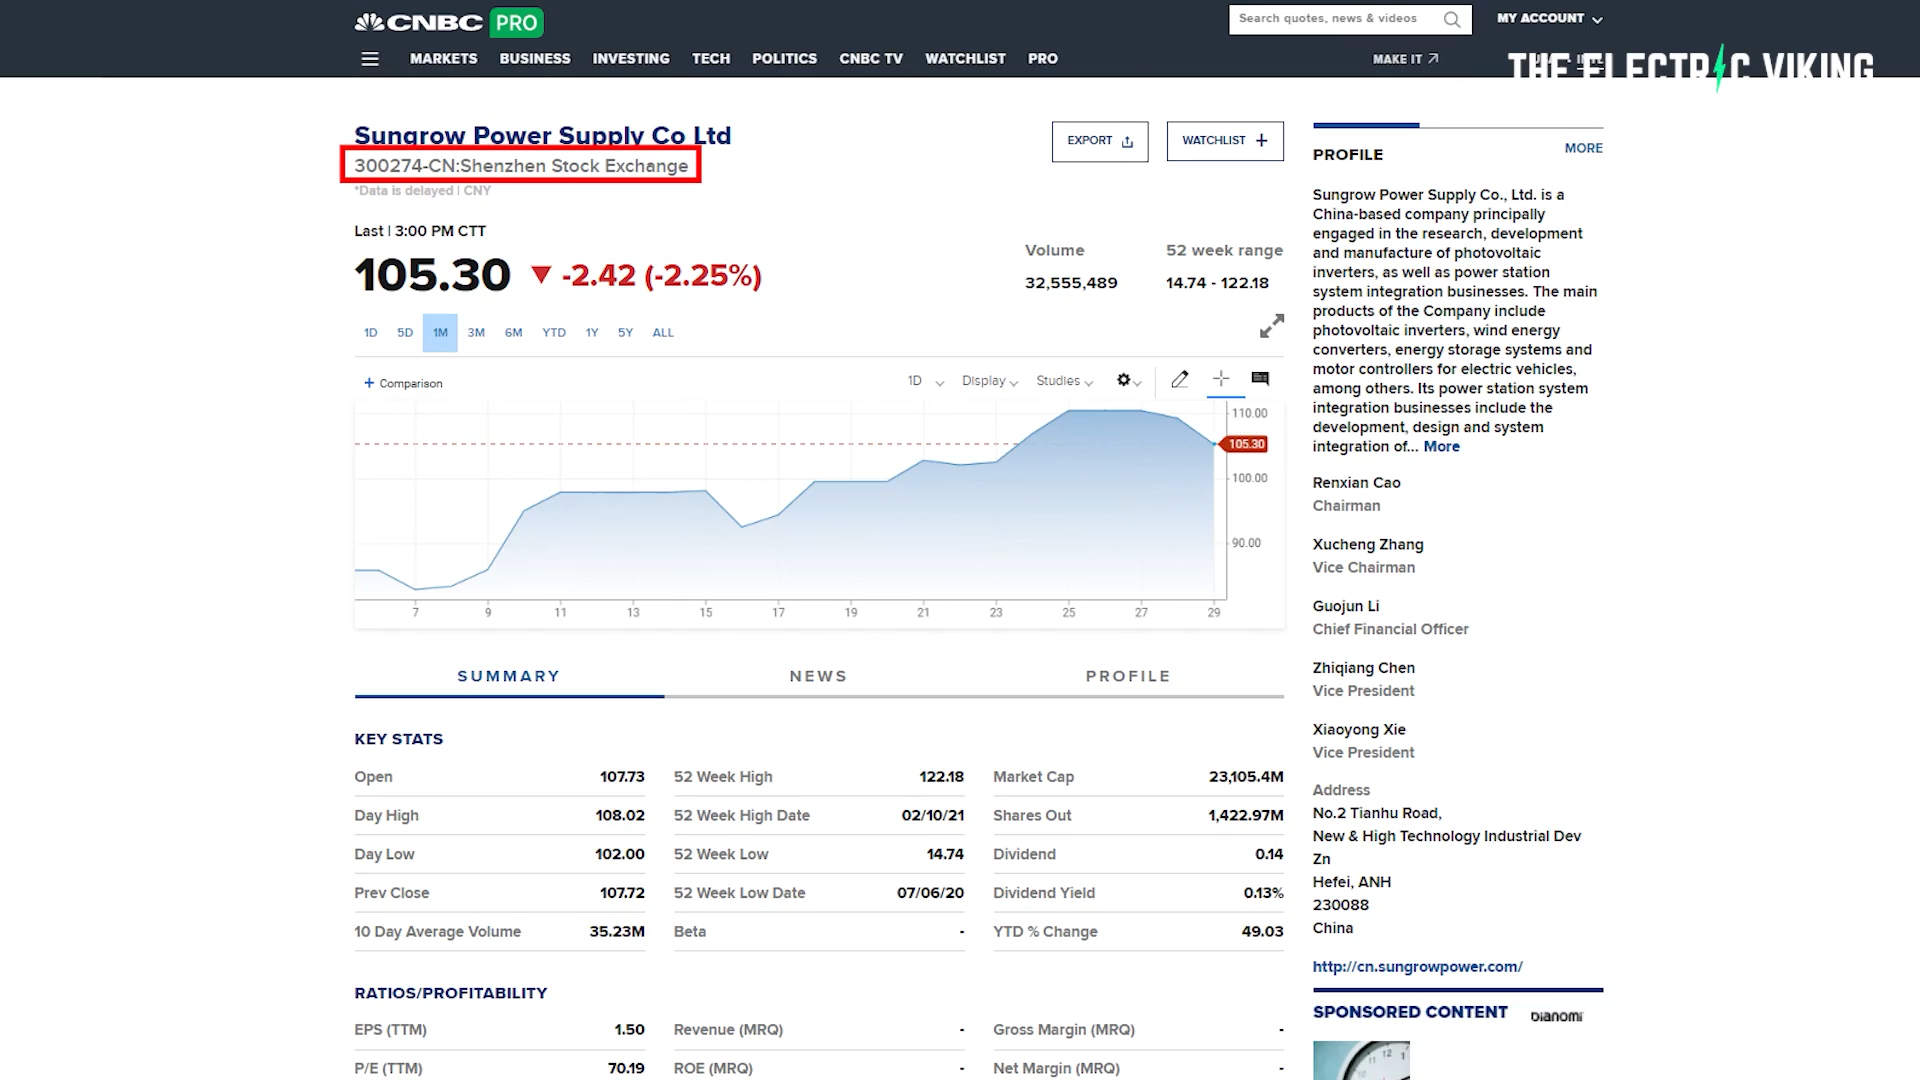 CNBC PRO
Search quotes, news & videos
MY ACCOUNT
MARKETS BUSINESS INVESTING TECH POLITICS CNBC TV WATCHLIST PRO
MAKE IT
THE ELECTRIC VIKING
Sungrow Power Supply Co Ltd
300274-CN:Shenzhen Stock Exchange
*Data is delayed | CNY
EXPORT
WATCHLIST +
Last | 3:00 PM CTT
105.30 ▼ -2.42 (-2.25%)
Volume
32,555,489
52 week range
14.74 - 122.18
1D 5D 1M 3M 6M YTD 1Y 5Y ALL
+ Comparison
1D Display Studies
110.00
105.30
100.00
90.00
7 9 11 13 15 17 19 21 23 25 27 29
SUMMARY NEWS PROFILE
KEY STATS
Open 107.73 52 Week High 122.18 Market Cap 23,105.4M
Day High 108.02 52 Week High Date 02/10/21 Shares Out 1,422.97M
Day Low 102.00 52 Week Low 14.74 Dividend 0.14
Prev Close 107.72 52 Week Low Date 07/06/20 Dividend Yield 0.13%
10 Day Average Volume 35.23M Beta - YTD % Change 49.03
RATIOS/PROFITABILITY
EPS (TTM) 1.50 Revenue (MRQ) - Gross Margin (MRQ) -
P/E (TTM) 70.19 ROE (MRQ) - Net Margin (MRQ) -
PROFILE
MORE
Sungrow Power Supply Co., Ltd. is a
China-based company principally
engaged in the research, development
and manufacture of photovoltaic
inverters, as well as power station
system integration businesses. The main
products of the Company include
photovoltaic inverters, wind energy
converters, energy storage systems and
motor controllers for electric vehicles,
among others. Its power station system
integration businesses include the
development, design and system
integration of... More
Renxian Cao
Chairman
Xucheng Zhang
Vice Chairman
Guojun Li
Chief Financial Officer
Zhiqiang Chen
Vice President
Xiaoyong Xie
Vice President
Address
No.2 Tianhu Road,
New & High Technology Industrial Dev
Zn
Hefei, ANH
230088
China
http://cn.sungrowpower.com/
SPONSORED CONTENT
DIANOMI
11 12 1